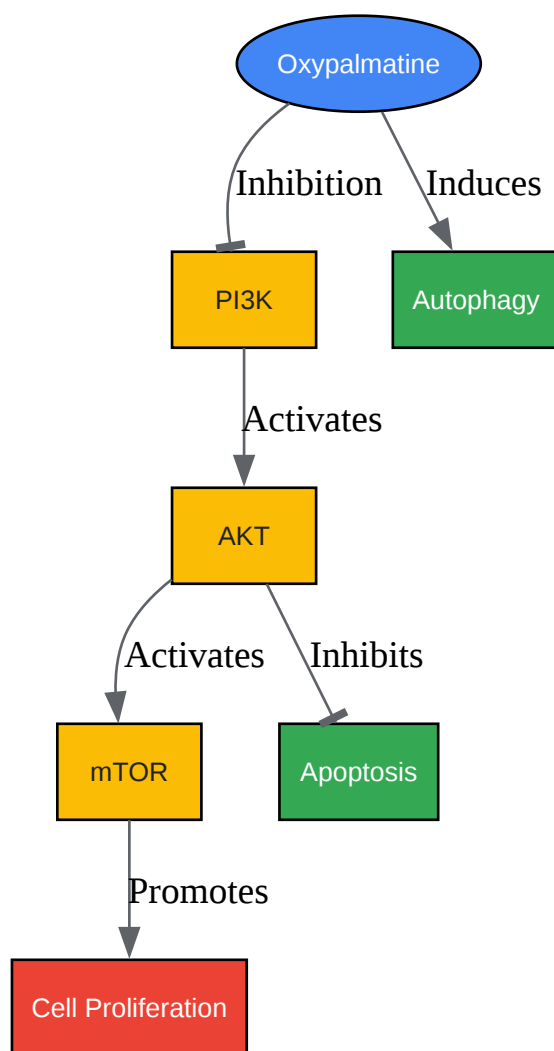 Oxypalmatine
Inhibition
Induces
PI3K
Autophagy
Activates
AKT
Activates
Inhibits
mTOR
Apoptosis
Promotes
Cell Proliferation